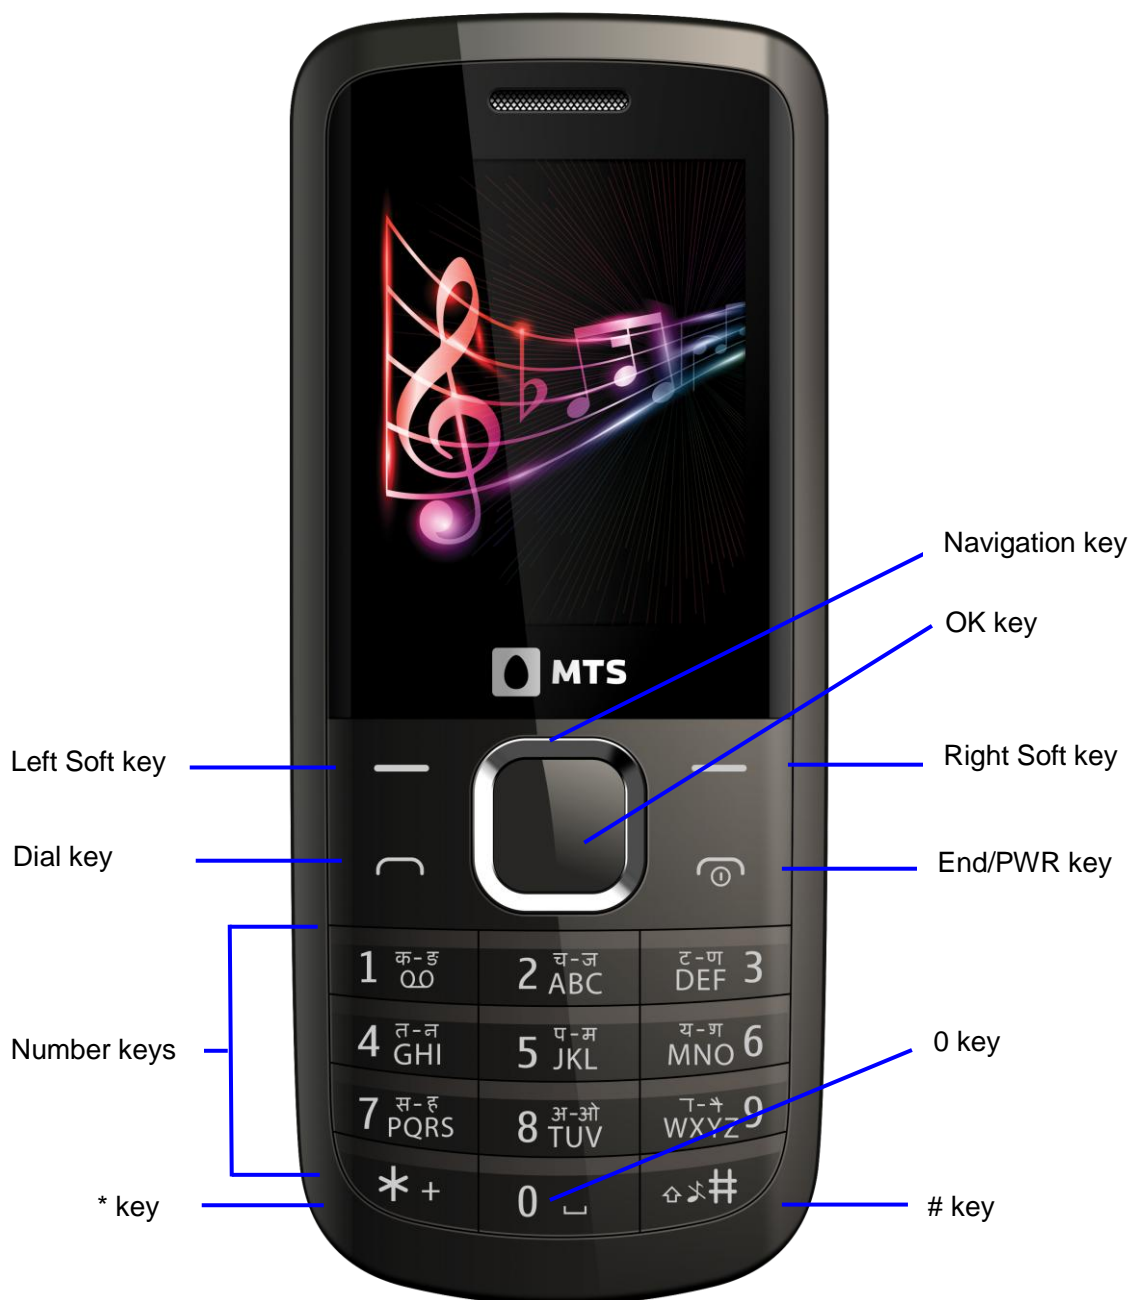 Navigation key
OK key
MTS
Left Soft key
Right Soft key
Dial key
End/PWR key
1 क-ङ
2 च-ज ABC
ट-ण DEF 3
Number keys
4 त-न GHI
5 प-म JKL
MNO 6
0 key
7 स-ह PQRS
8 अ-ओ TUV
WXYZ 9
* +
0
#
* key
# key